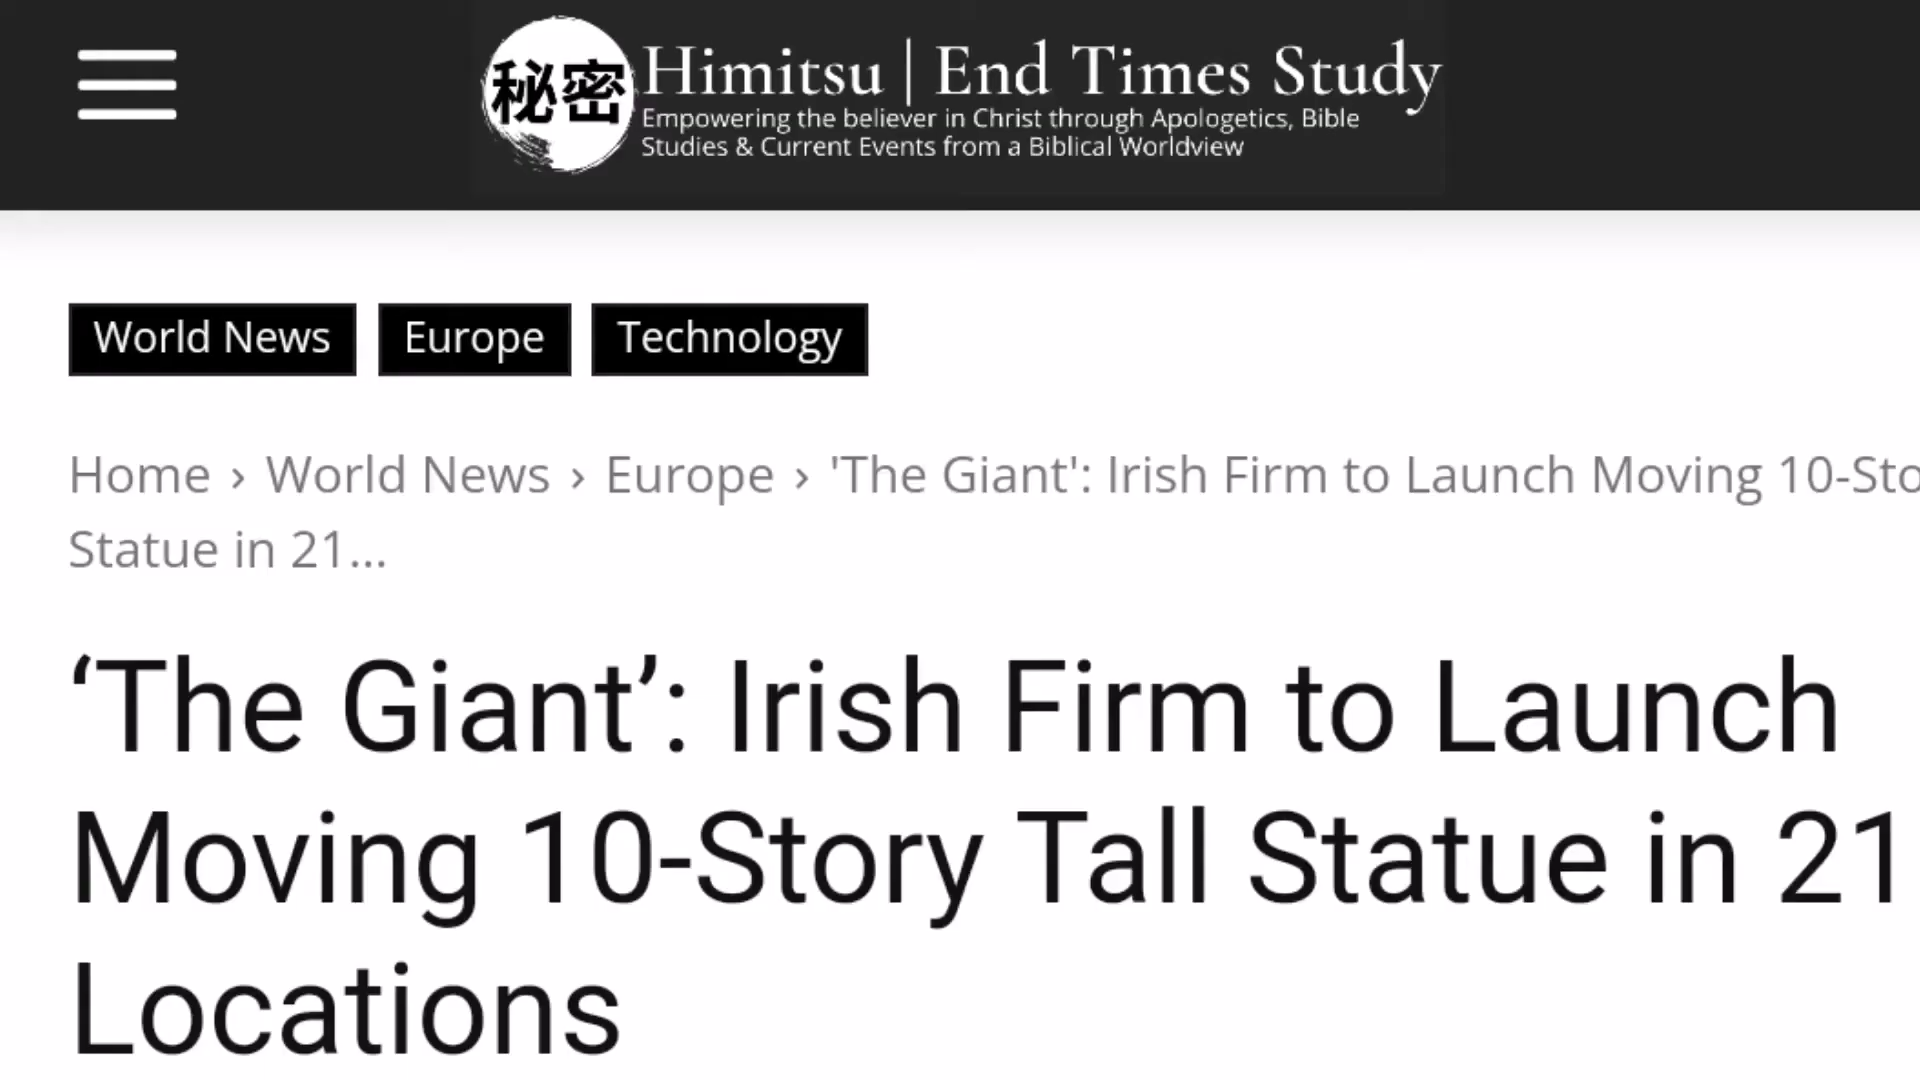 秘密
Himitsu | End Times Study
Empowering the believer in Christ through Apologetics, Bible
Studies & Current Events from a Biblical Worldview
World News
Europe
Technology
Home › World News › Europe › 'The Giant': Irish Firm to Launch Moving 10-Sto
Statue in 21...
‘The Giant’: Irish Firm to Launch
Moving 10-Story Tall Statue in 21
Locations